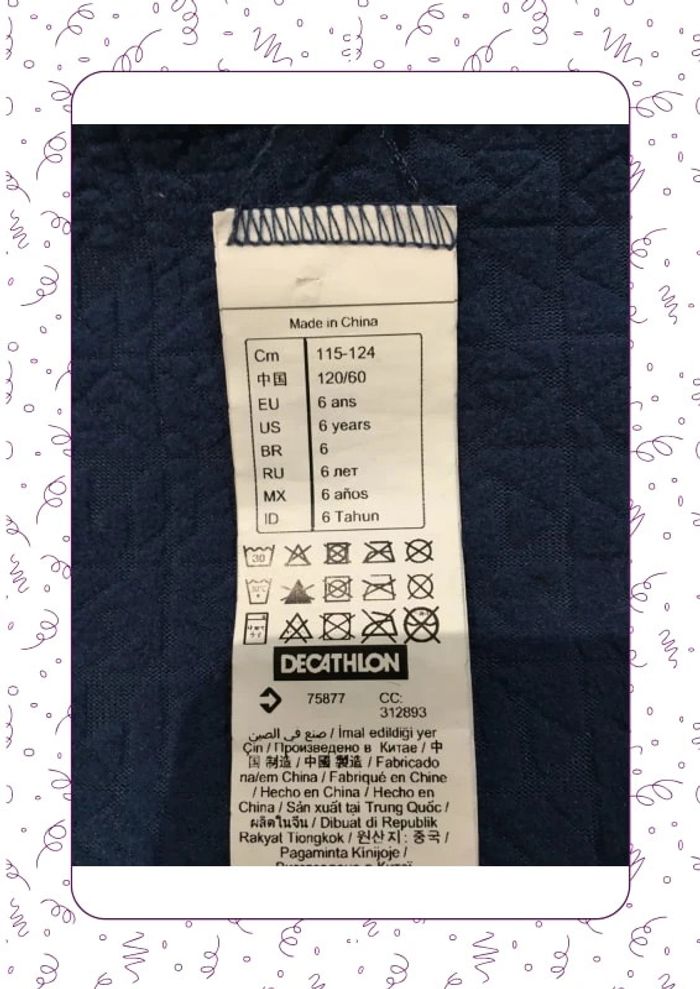 Made in China
Cm 115-124
中国 120/60
EU 6 ans
US 6 years
BR 6
RU 6 лет
MX 6 años
ID 6 Tahun
30
DECATHLON
75877 CC:
312893
صنع في الصين / İmal edildiği yer
Çin / Произведено в Китае / 中
国 制造 / 中國 製造 / Fabricado
na/em China / Fabriqué en Chine
/ Hecho en China / Hecho en
China / Sản xuất tại Trung Quốc /
ผลิตในจีน / Dibuat di Republik
Rakyat Tiongkok / 원산지 : 중국 /
Pagaminta Kinijoje /